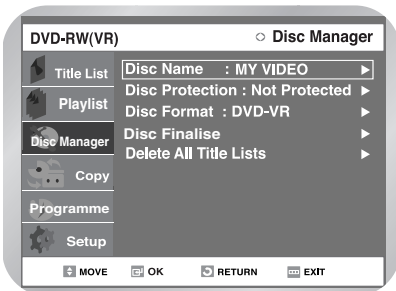 DVD-RW(VR) Disc Manager
Title List
Playlist
Disc Manager
Copy
Programme
Setup
Disc Name : MY VIDEO
Disc Protection : Not Protected
Disc Format : DVD-VR
Disc Finalise
Delete All Title Lists
MOVE OK RETURN EXIT